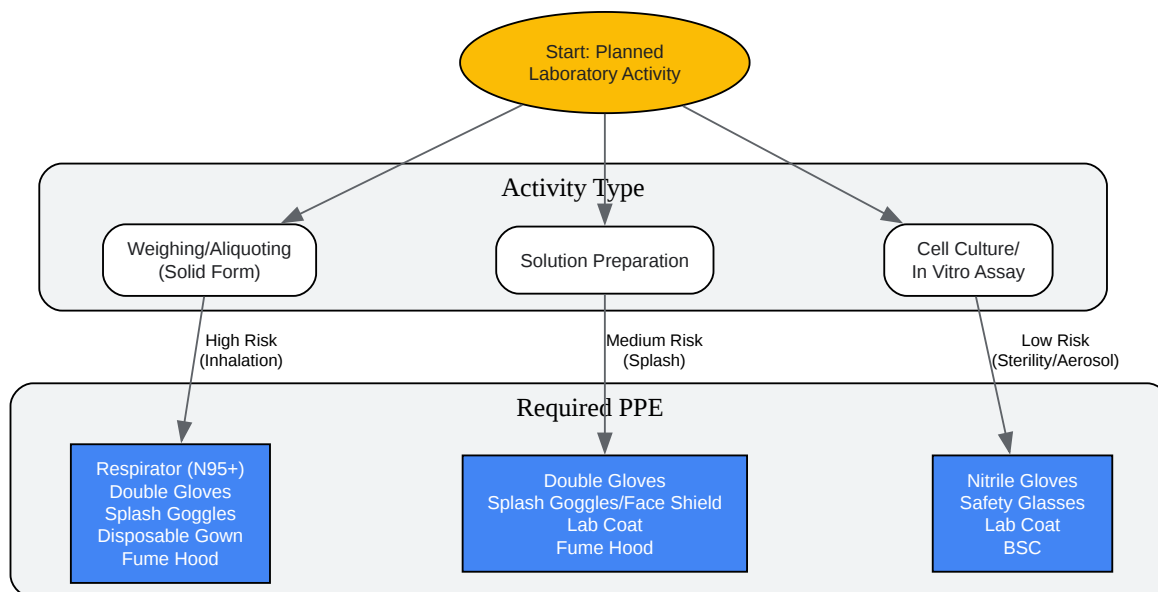 Start: Planned
Laboratory Activity
Activity Type
Weighing/Aliquoting
(Solid Form)
Solution Preparation
Cell Culture/
In Vitro Assay
High Risk
(Inhalation)
Medium Risk
(Splash)
Low Risk
(Sterility/Aerosol)
Required PPE
Respirator (N95+)
Double Gloves
Splash Goggles
Disposable Gown
Fume Hood
Double Gloves
Splash Goggles/Face Shield
Lab Coat
Fume Hood
Nitrile Gloves
Safety Glasses
Lab Coat
BSC